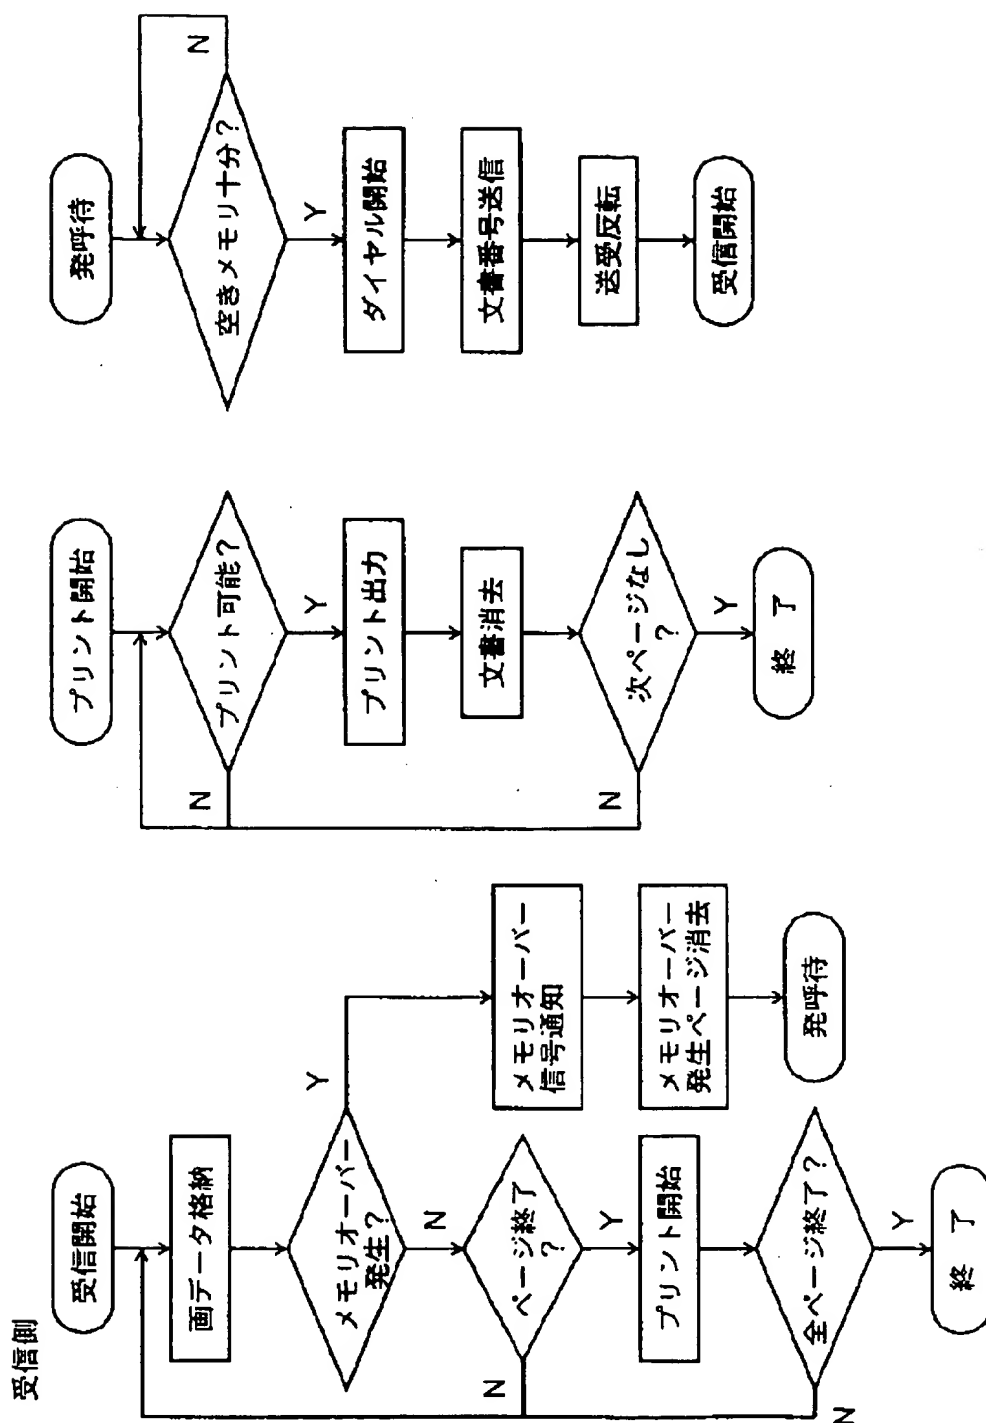 受信側
受信開始
画データ格納
メモリオーバー
発生?
Y
N
メモリオーバー
信号通知
メモリオーバー
発生ページ消去
発呼待
ページ終了
?
N
Y
プリント開始
全ページ終了?
N
Y
終 了
プリント開始
プリント可能?
N
Y
プリント出力
文書消去
次ページなし
?
N
Y
終 了
発呼待
空きメモリ十分?
N
Y
ダイヤル開始
文書番号送信
送受反転
受信開始